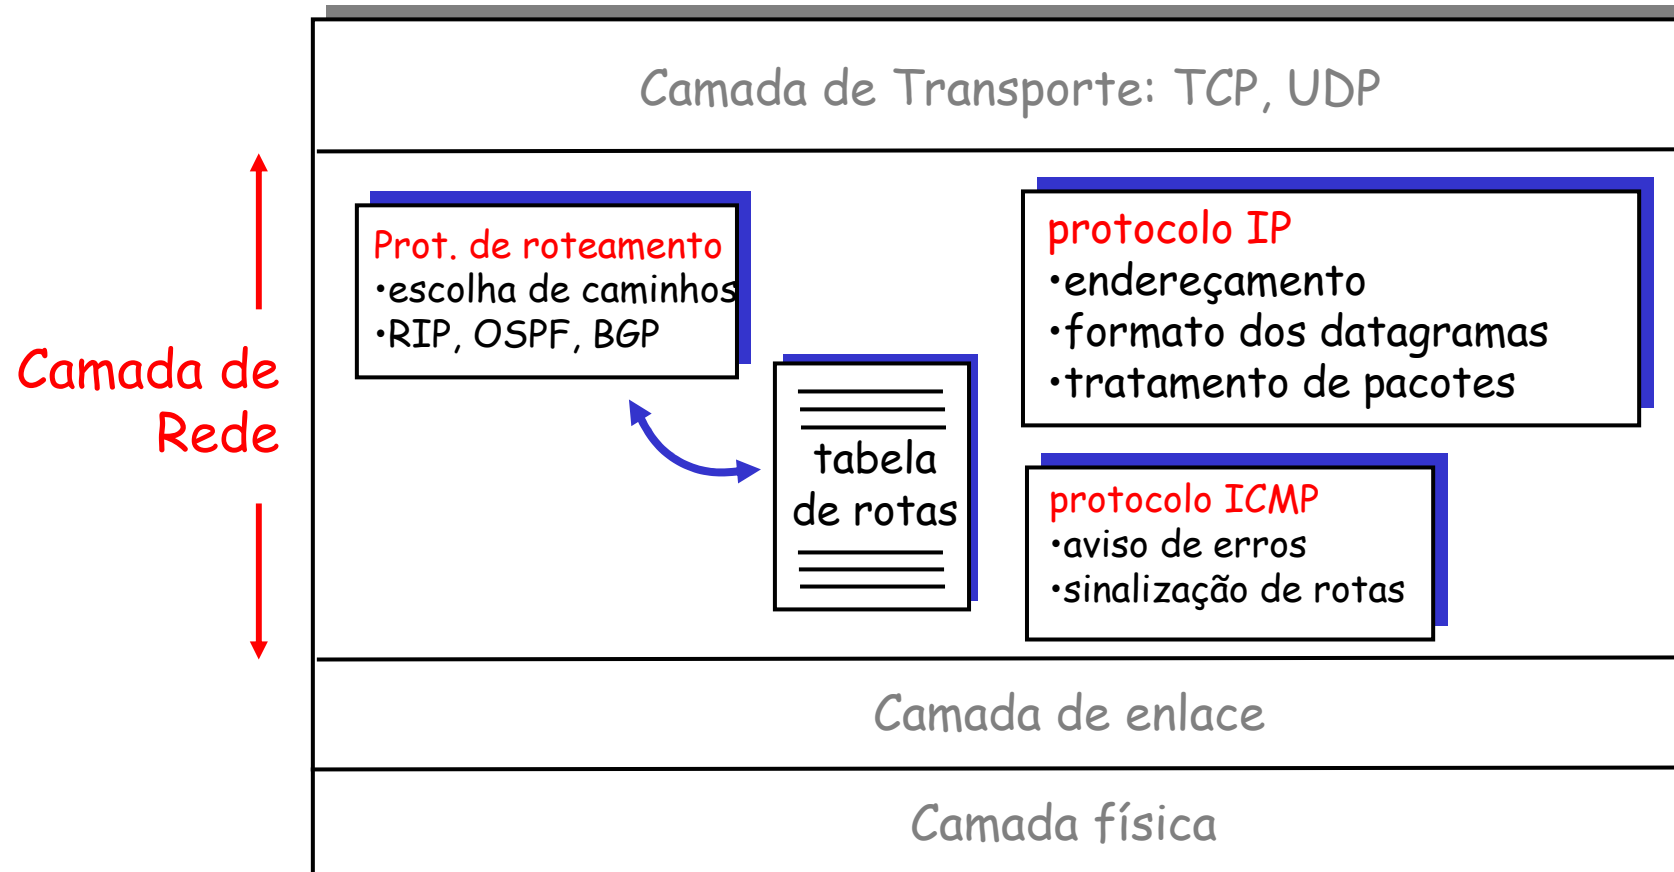 Camada de Transporte: TCP, UDP
Camada de
Rede
Prot. de roteamento
•escolha de caminhos
•RIP, OSPF, BGP
tabela
de rotas
protocolo IP
•endereçamento
•formato dos datagramas
•tratamento de pacotes
protocolo ICMP
•aviso de erros
•sinalização de rotas
Camada de enlace
Camada física